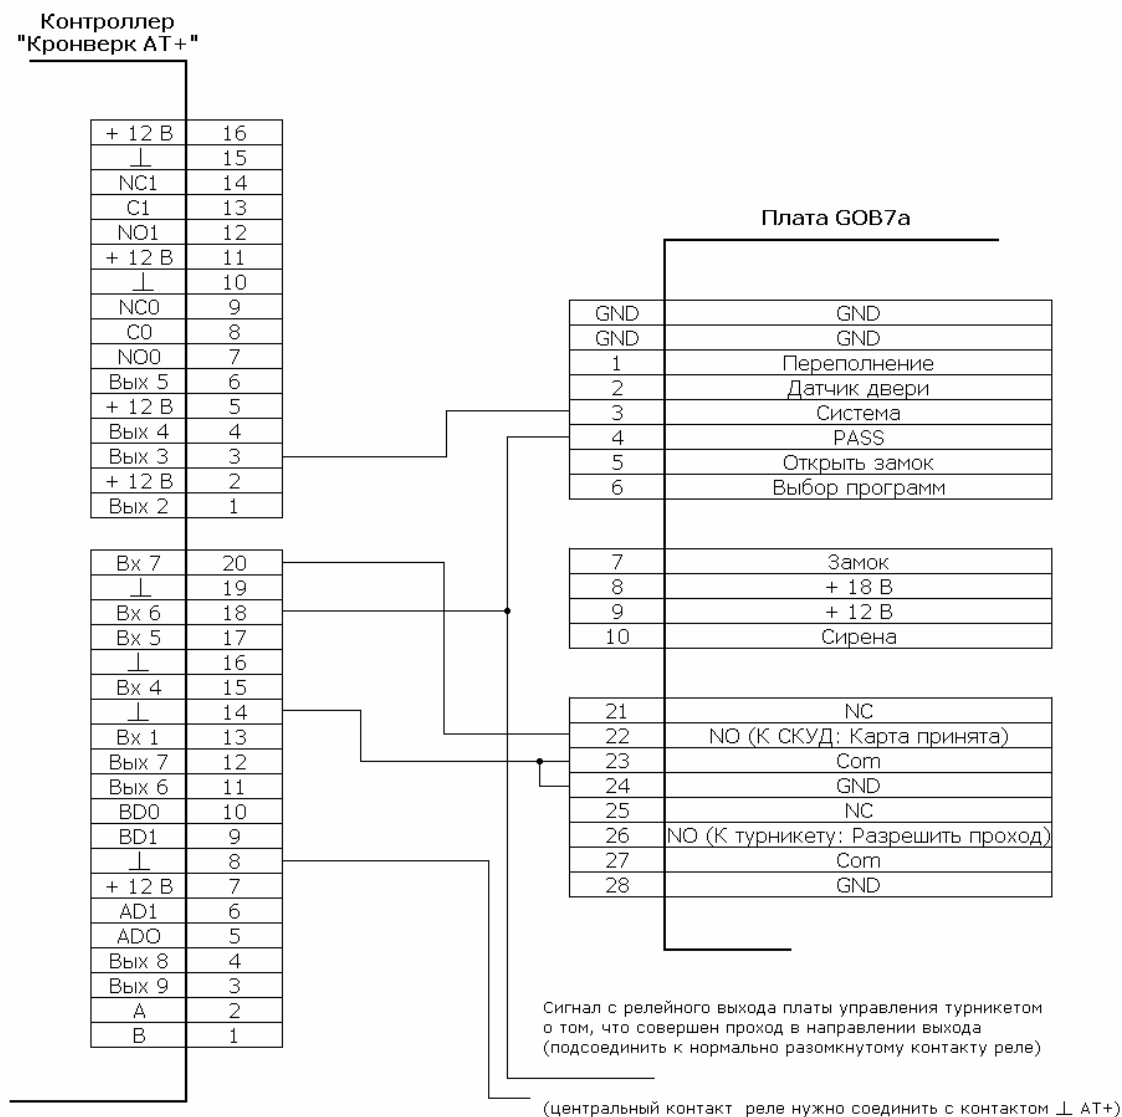 Контроллер
"Кронверк АТ+"
+ 12 В 16
⊥ 15
NC1 14
C1 13
NO1 12
+ 12 В 11
⊥ 10
NC0 9
C0 8
NO0 7
Вых 5 6
+ 12 В 5
Вых 4 4
Вых 3 3
+ 12 В 2
Вых 2 1
Вх 7 20
⊥ 19
Вх 6 18
Вх 5 17
⊥ 16
Вх 4 15
⊥ 14
Вх 1 13
Вых 7 12
Вых 6 11
BD0 10
BD1 9
⊥ 8
+ 12 В 7
AD1 6
ADO 5
Вых 8 4
Вых 9 3
A 2
B 1
Плата GOB7a
GND GND
GND GND
1 Переполнение
2 Датчик двери
3 Система
4 PASS
5 Открыть замок
6 Выбор программ
7 Замок
8 + 18 В
9 + 12 В
10 Сирена
21 NC
22 NO (К СКУД: Карта принята)
23 Com
24 GND
25 NC
26 NO (К турникету: Разрешить проход)
27 Com
28 GND
Сигнал с релейного выхода платы управления турникетом
о том, что совершен проход в направлении выхода
(подсоединить к нормально разомкнутому контакту реле)
(центральный контакт реле нужно соединить с контактом ⊥ АТ+)